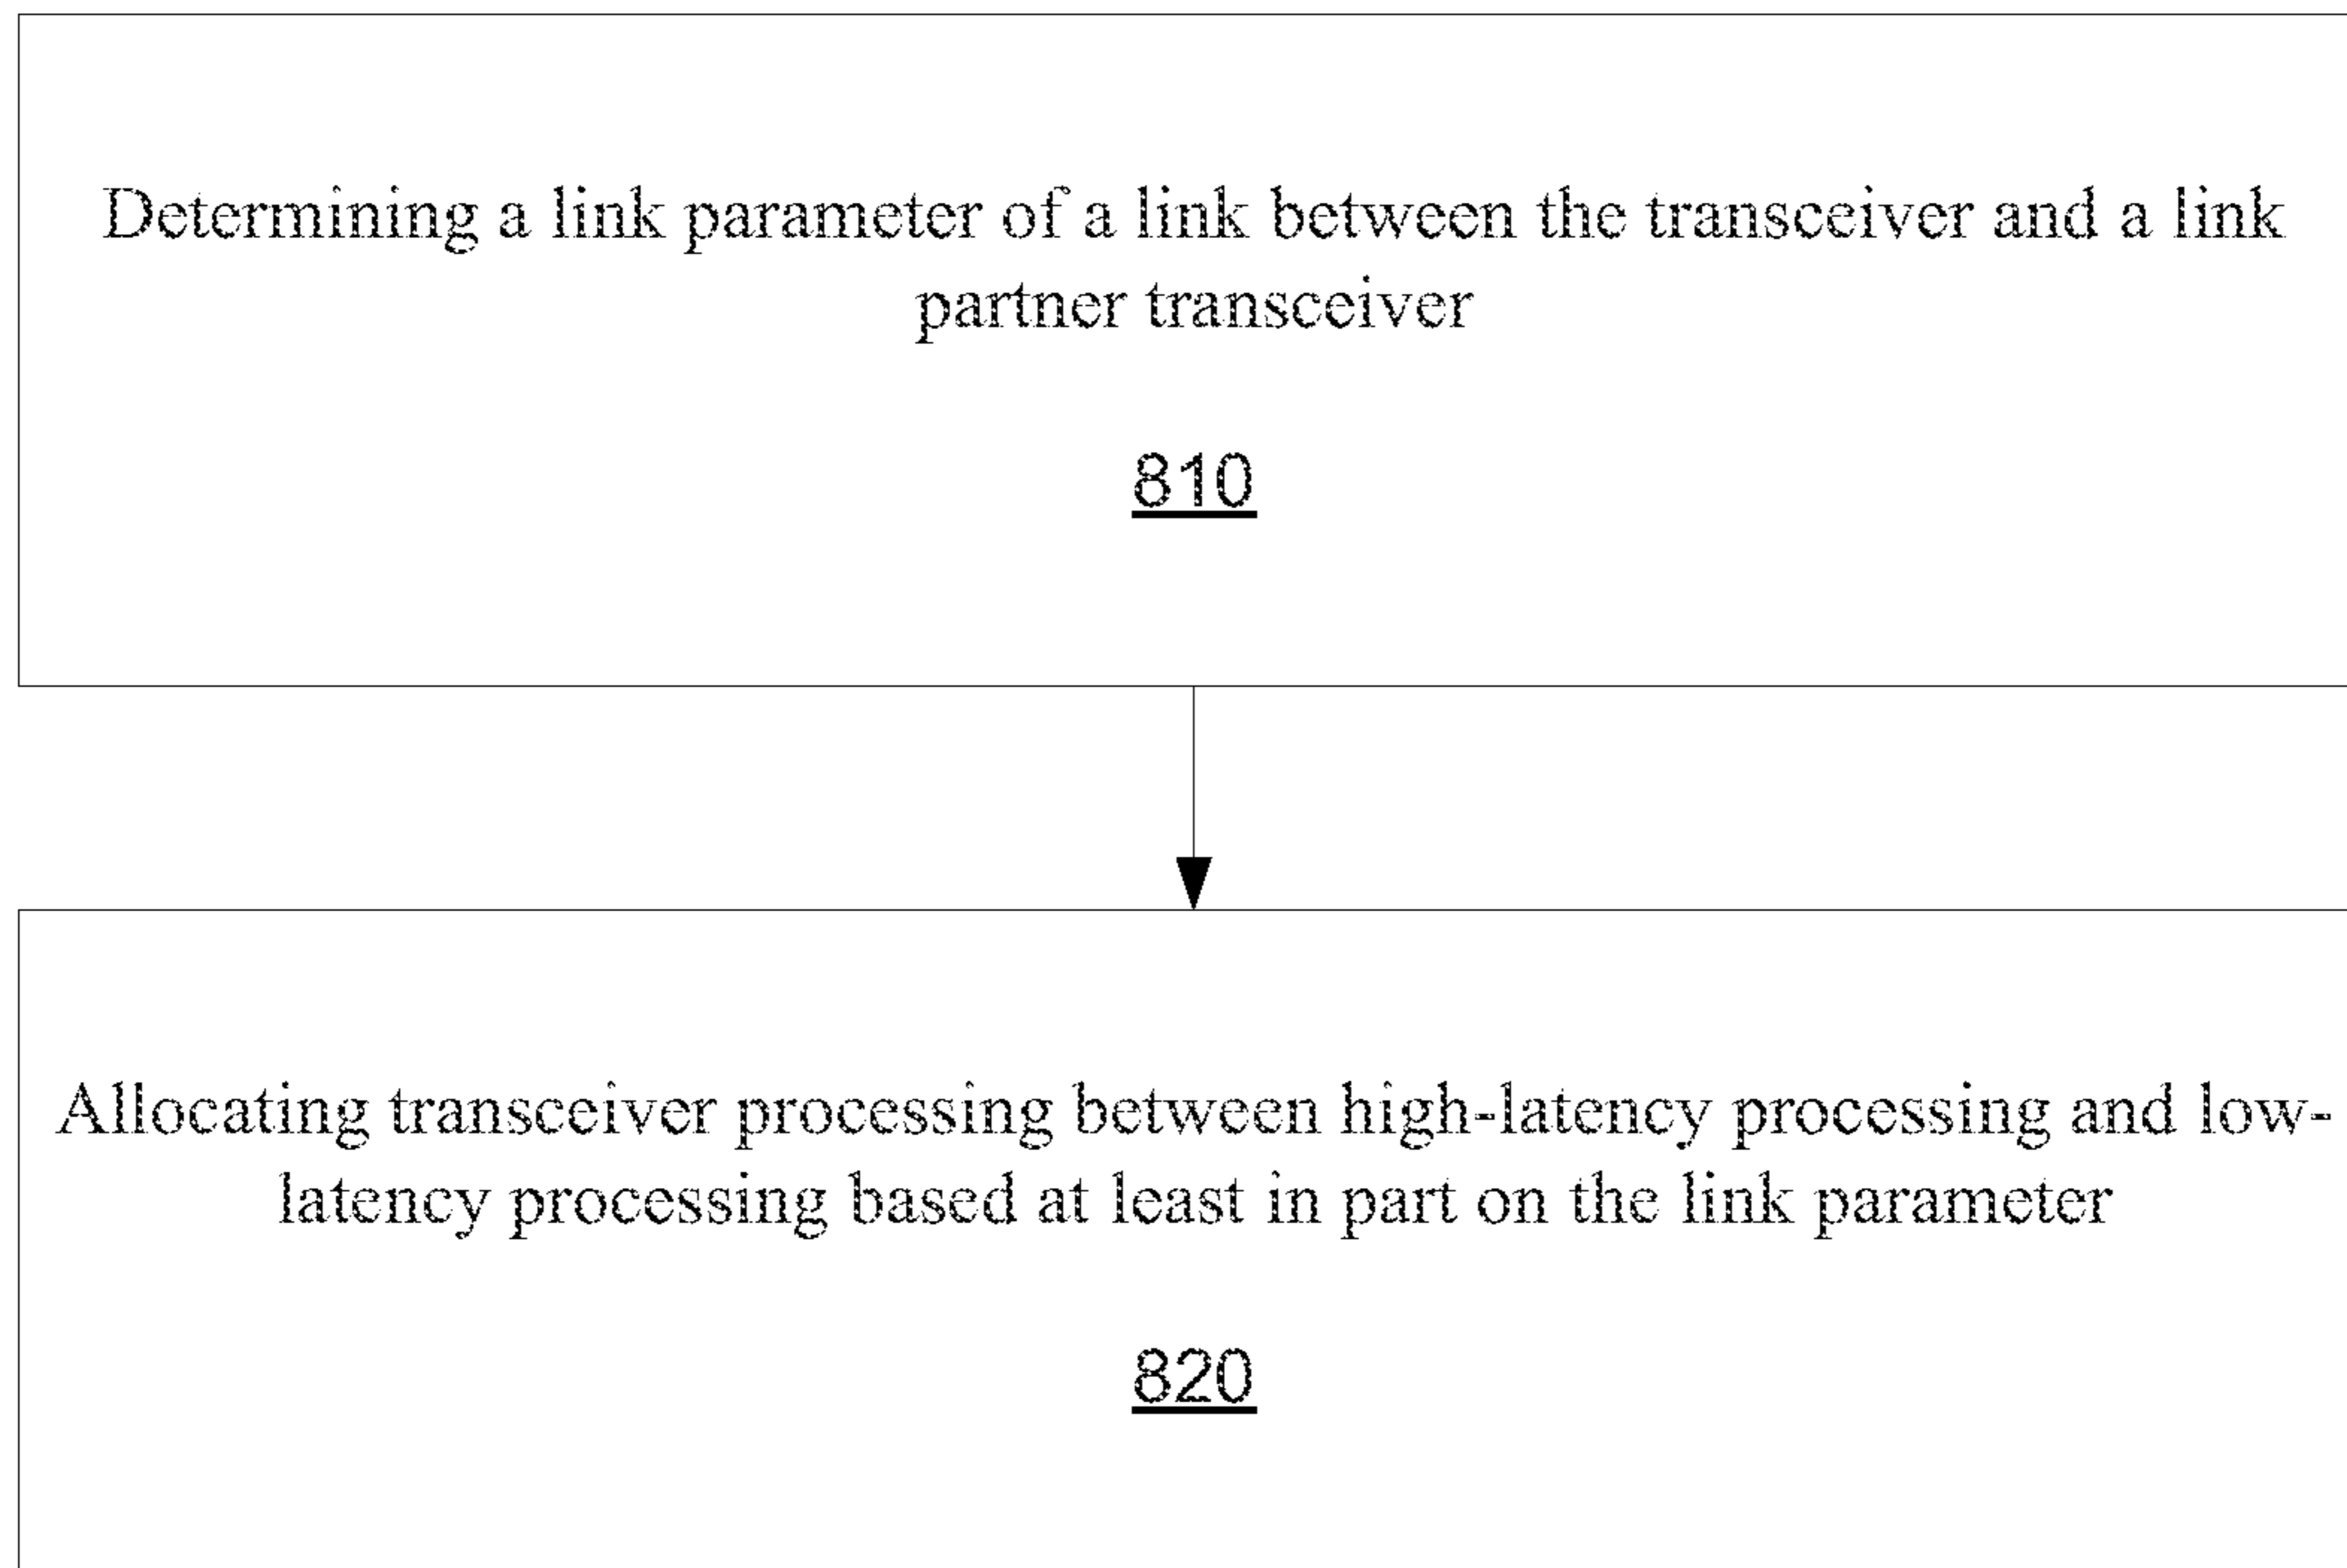 Determining a link parameter of a link between the transceiver and a link
partner transceiver
810
Allocating transceiver processing between high-latency processing and low-
latency processing based at least in part on the link parameter
820